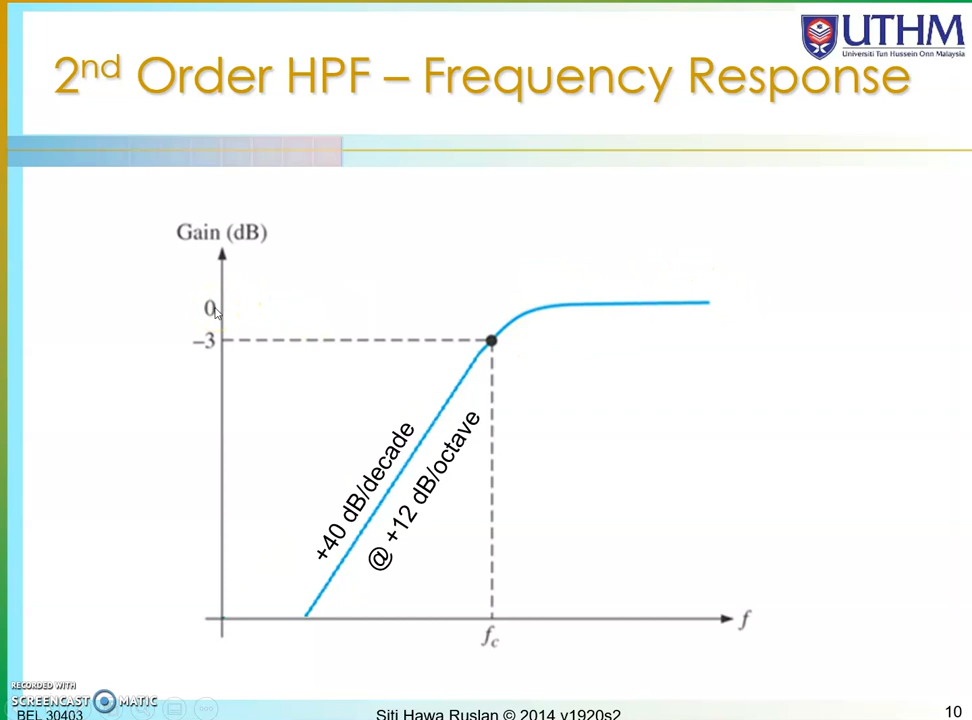 UTHM
Universiti Tun Hussein Onn Malaysia
2nd Order HPF – Frequency Response
Gain (dB)
0
–3
+40 dB/decade
@ +12 dB/octave
f
fc
RECORDED WITH
SCREENCAST MATIC
BEL 30403
Siti Hawa Ruslan © 2014 v1920s2
10